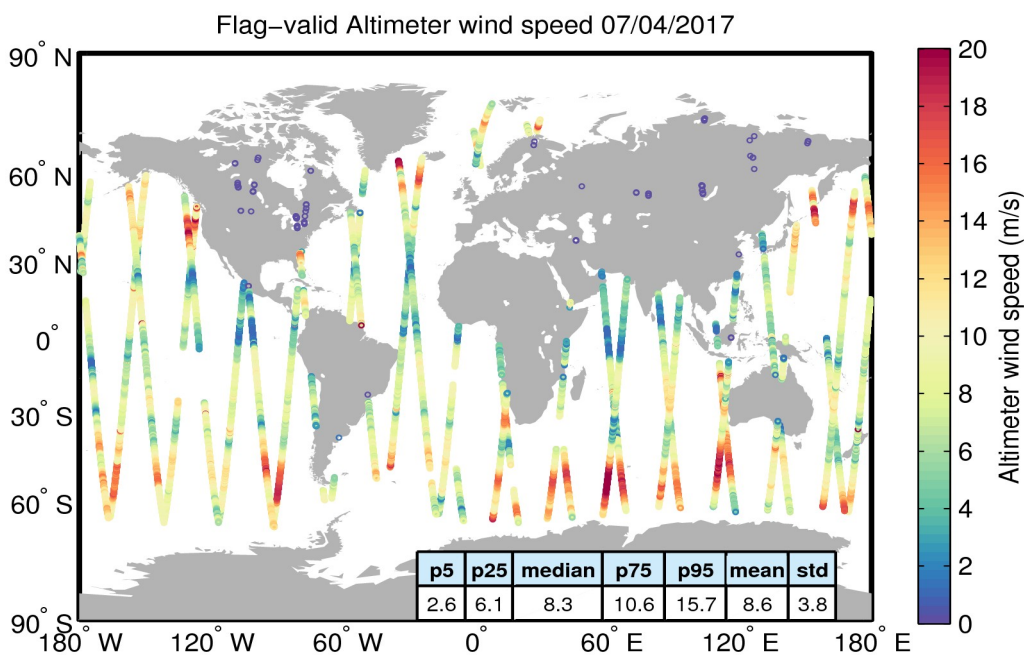 Flag−valid Altimeter wind speed 07/04/2017
90° N
60° N
30° N
0°
30° S
60° S
90° S
180° W
120° W
60° W
0°
60° E
120° E
180° E
p5 p25 median p75 p95 mean std
2.6 6.1 8.3 10.6 15.7 8.6 3.8
20
18
16
14
12
10
8
6
4
2
0
Altimeter wind speed (m/s)